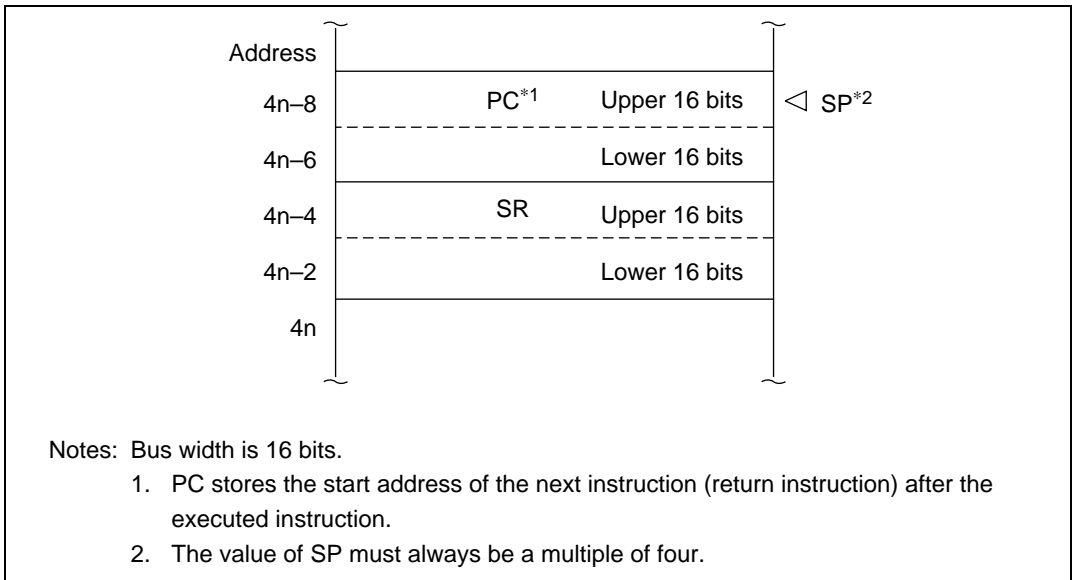 Address
4n–8 PC*1 Upper 16 bits SP*2
4n–6 Lower 16 bits
4n–4 SR Upper 16 bits
4n–2 Lower 16 bits
4n
Notes: Bus width is 16 bits.
1. PC stores the start address of the next instruction (return instruction) after the
executed instruction.
2. The value of SP must always be a multiple of four.